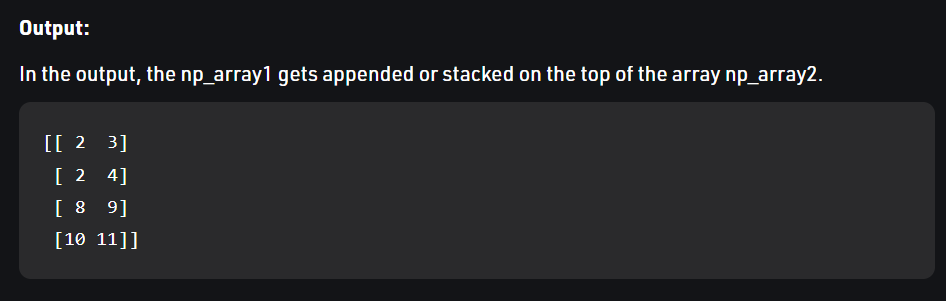 Output:
In the output, the np_array1 gets appended or stacked on the top of the array np_array2.
[[ 2  3]
 [ 2  4]
 [ 8  9]
 [10 11]]